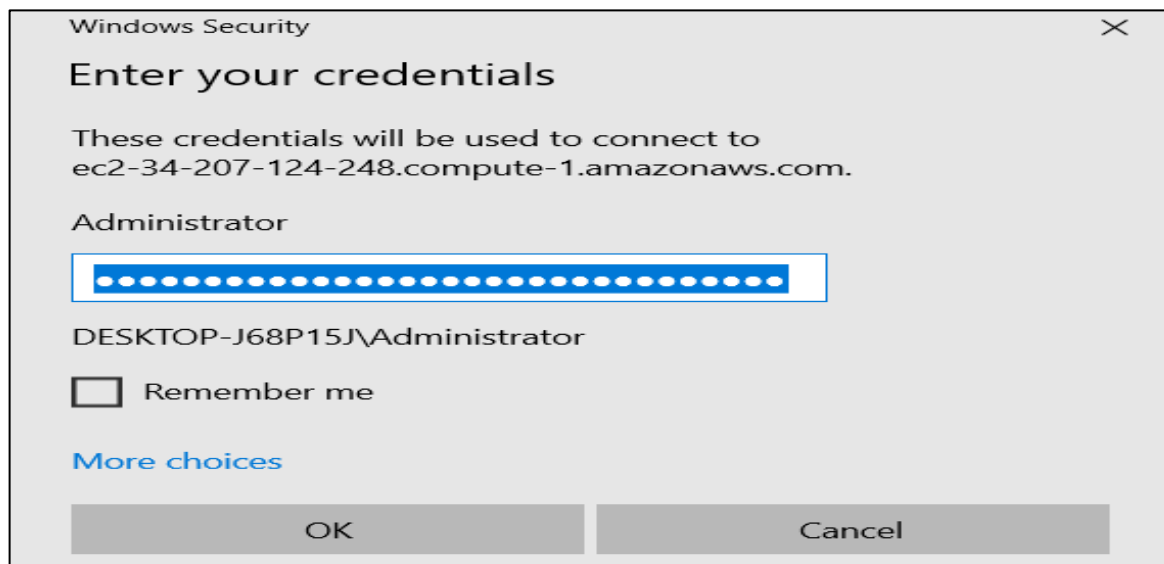 Windows Security
Enter your credentials
These credentials will be used to connect to
ec2-34-207-124-248.compute-1.amazonaws.com.
Administrator
••••••••••••••••••••••••••••••••
DESKTOP-J68P15J\Administrator
Remember me
More choices
OK
Cancel